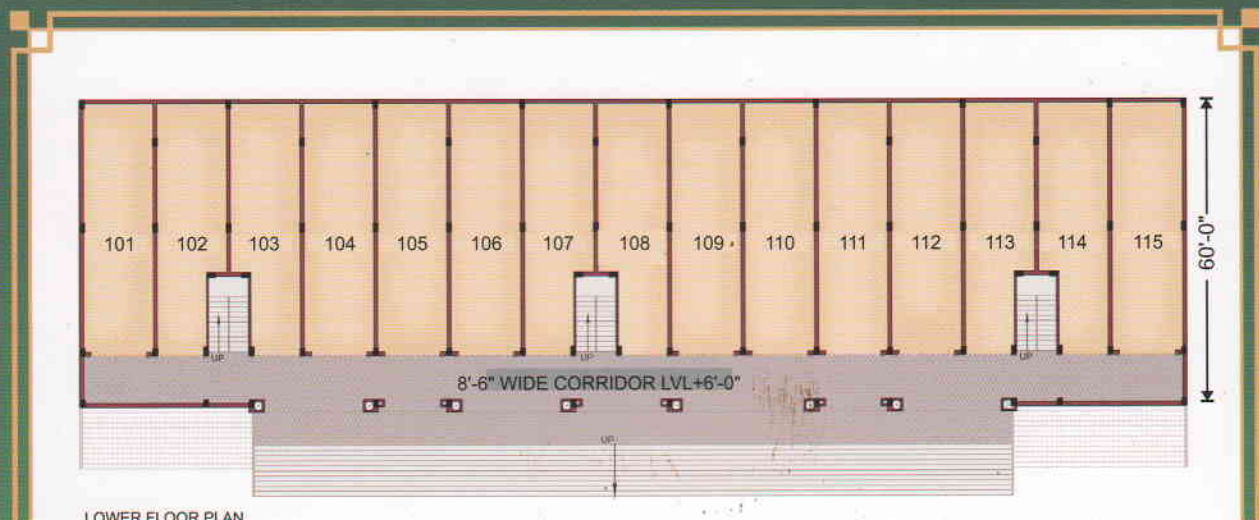 101 102 103 104 105 106 107 108 109 110 111 112 113 114 115
60'-0"
UP UP UP
8'-6" WIDE CORRIDOR LVL+6'-0"
UP
LOWER FLOOR PLAN